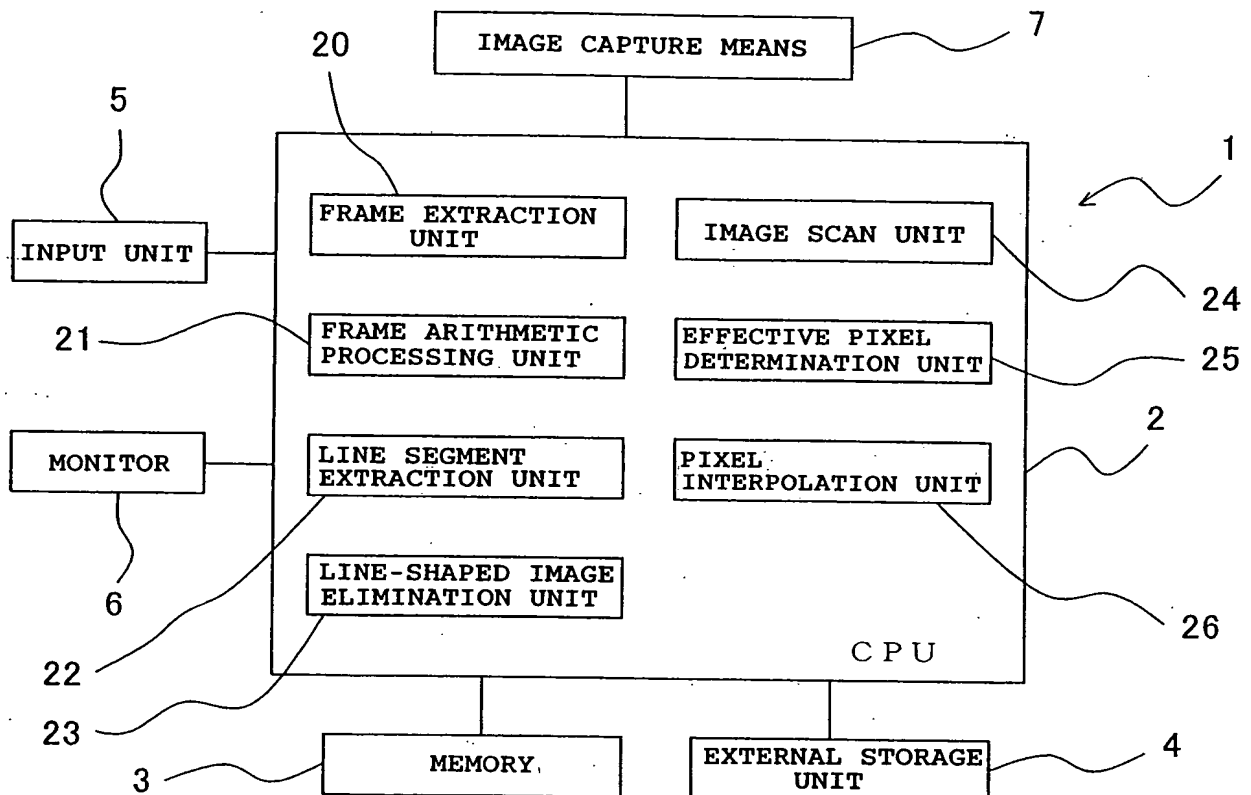 20
IMAGE CAPTURE MEANS
7
5
1
FRAME EXTRACTION
UNIT
IMAGE SCAN UNIT
INPUT UNIT
24
21
FRAME ARITHMETIC
PROCESSING UNIT
EFFECTIVE PIXEL
DETERMINATION UNIT
25
2
MONITOR
LINE SEGMENT
EXTRACTION UNIT
PIXEL
INTERPOLATION UNIT
6
LINE-SHAPED IMAGE
ELIMINATION UNIT
26
22
CPU
23
3
MEMORY
EXTERNAL STORAGE
UNIT
4